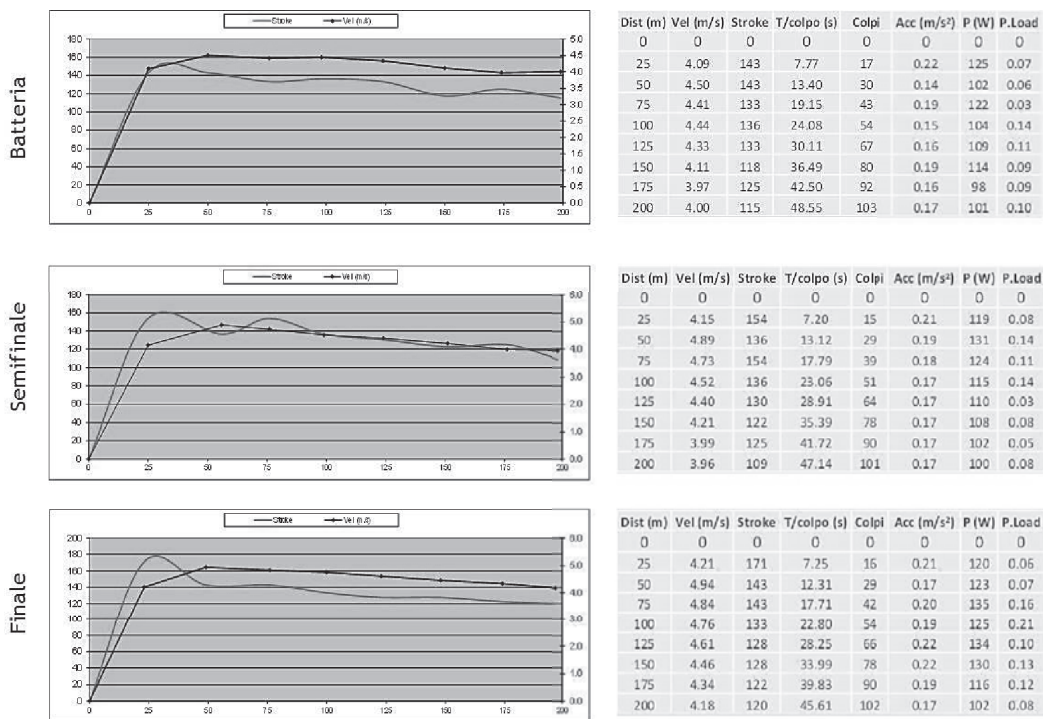 Batteria
Stroke Vel (m/s)
180 160 140 120 100 80 60 40 20 0
5.0 4.5 4.0 3.5 3.0 2.5 2.0 1.5 1.0 0.5 0.0
0 25 50 75 100 125 150 175 200
Dist (m) Vel (m/s) Stroke T/colpo (s) Colpi Acc (m/s²) P (W) P.Load
0 0 0 0 0 0 0 0
25 4.09 143 7.77 17 0.22 125 0.07
50 4.50 143 13.40 30 0.14 102 0.06
75 4.41 133 19.15 43 0.19 122 0.03
100 4.44 136 24.08 54 0.15 104 0.14
125 4.33 133 30.11 67 0.16 109 0.11
150 4.11 118 36.49 80 0.19 114 0.09
175 3.97 125 42.50 92 0.16 98 0.09
200 4.00 115 48.55 103 0.17 101 0.10
Semifinale
Stroke Vel (m/s)
180 160 140 120 100 80 60 40 20 0
6.0 5.0 4.0 3.0 2.0 1.0 0.0
0 25 50 75 100 125 150 175 200
Dist (m) Vel (m/s) Stroke T/colpo (s) Colpi Acc (m/s²) P (W) P.Load
0 0 0 0 0 0 0 0
25 4.15 154 7.20 15 0.21 119 0.08
50 4.89 136 13.12 29 0.19 131 0.14
75 4.73 154 17.79 39 0.18 124 0.11
100 4.52 136 23.06 51 0.17 115 0.14
125 4.40 130 28.91 64 0.17 110 0.03
150 4.21 122 35.39 78 0.17 108 0.08
175 3.99 125 41.72 90 0.17 102 0.05
200 3.96 109 47.14 101 0.17 100 0.08
Finale
Stroke Vel (m/s)
200 180 160 140 120 100 80 60 40 20 0
6.0 5.0 4.0 3.0 2.0 1.0 0.0
0 25 50 75 100 125 150 175 200
Dist (m) Vel (m/s) Stroke T/colpo (s) Colpi Acc (m/s²) P (W) P.Load
0 0 0 0 0 0 0 0
25 4.21 171 7.25 16 0.21 120 0.06
50 4.94 143 12.31 29 0.17 123 0.07
75 4.84 143 17.71 42 0.20 135 0.16
100 4.76 133 22.80 54 0.19 125 0.21
125 4.61 128 28.25 66 0.22 134 0.10
150 4.46 128 33.99 78 0.22 130 0.13
175 4.34 122 39.83 90 0.19 116 0.12
200 4.18 120 45.61 102 0.17 102 0.08